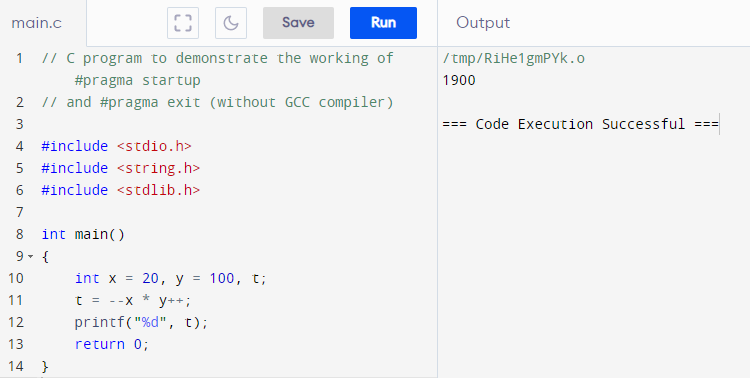 main.c
Save
Run
Output
1 // C program to demonstrate the working of
#pragma startup
2 // and #pragma exit (without GCC compiler)
3
4 #include <stdio.h>
5 #include <string.h>
6 #include <stdlib.h>
7
8 int main()
9 {
10 int x = 20, y = 100, t;
11 t = --x * y++;
12 printf("%d", t);
13 return 0;
14 }
/tmp/RiHe1gmPYk.o
1900
=== Code Execution Successful ===